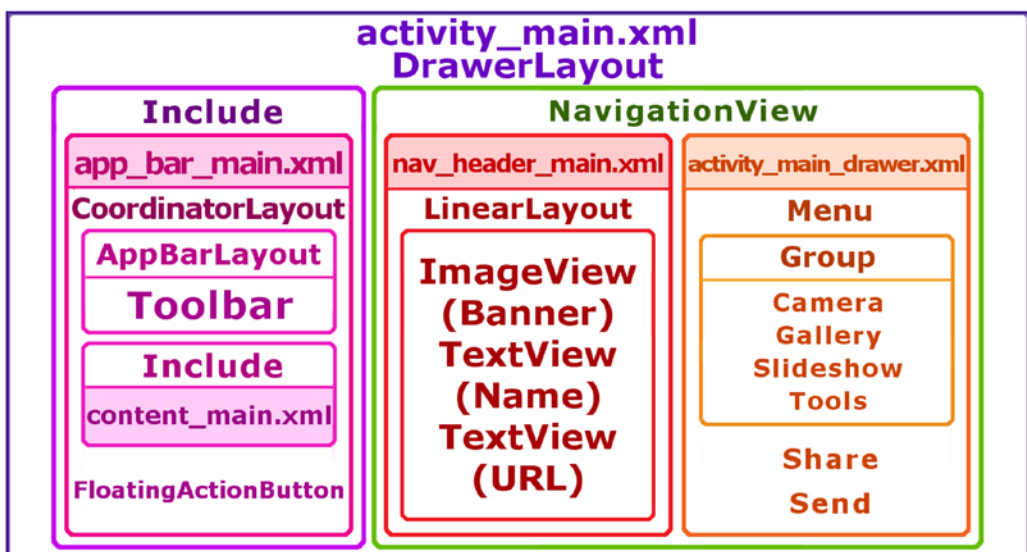 activity_main.xml
DrawerLayout
Include
app_bar_main.xml
CoordinatorLayout
AppBarLayout
Toolbar
Include
content_main.xml
FloatingActionButton
NavigationView
nav_header_main.xml
LinearLayout
ImageView
(Banner)
TextView
(Name)
TextView
(URL)
activity_main_drawer.xml
Menu
Group
Camera
Gallery
Slideshow
Tools
Share
Send